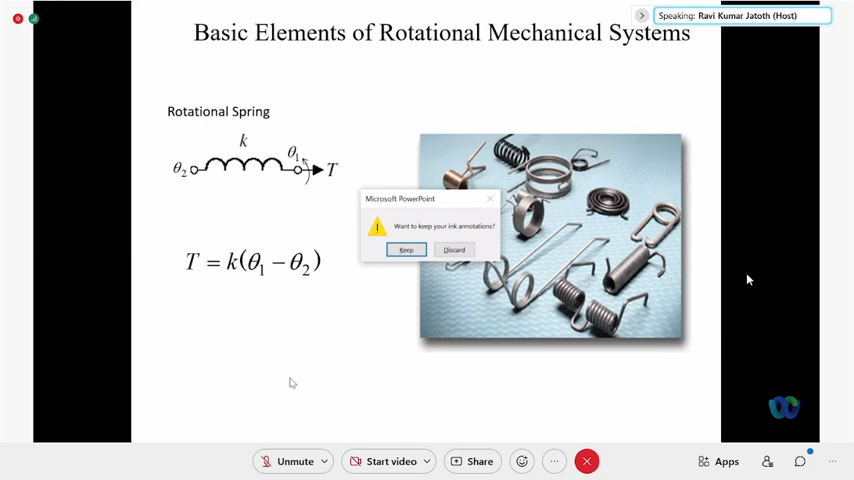 Speaking: Ravi Kumar Jatoth (Host)
Basic Elements of Rotational Mechanical Systems
Rotational Spring
k
θ₂
θ₁
T
T = k(θ₁ − θ₂)
Microsoft PowerPoint
Want to keep your ink annotations?
Keep
Discard
Unmute
Start video
Share
Apps